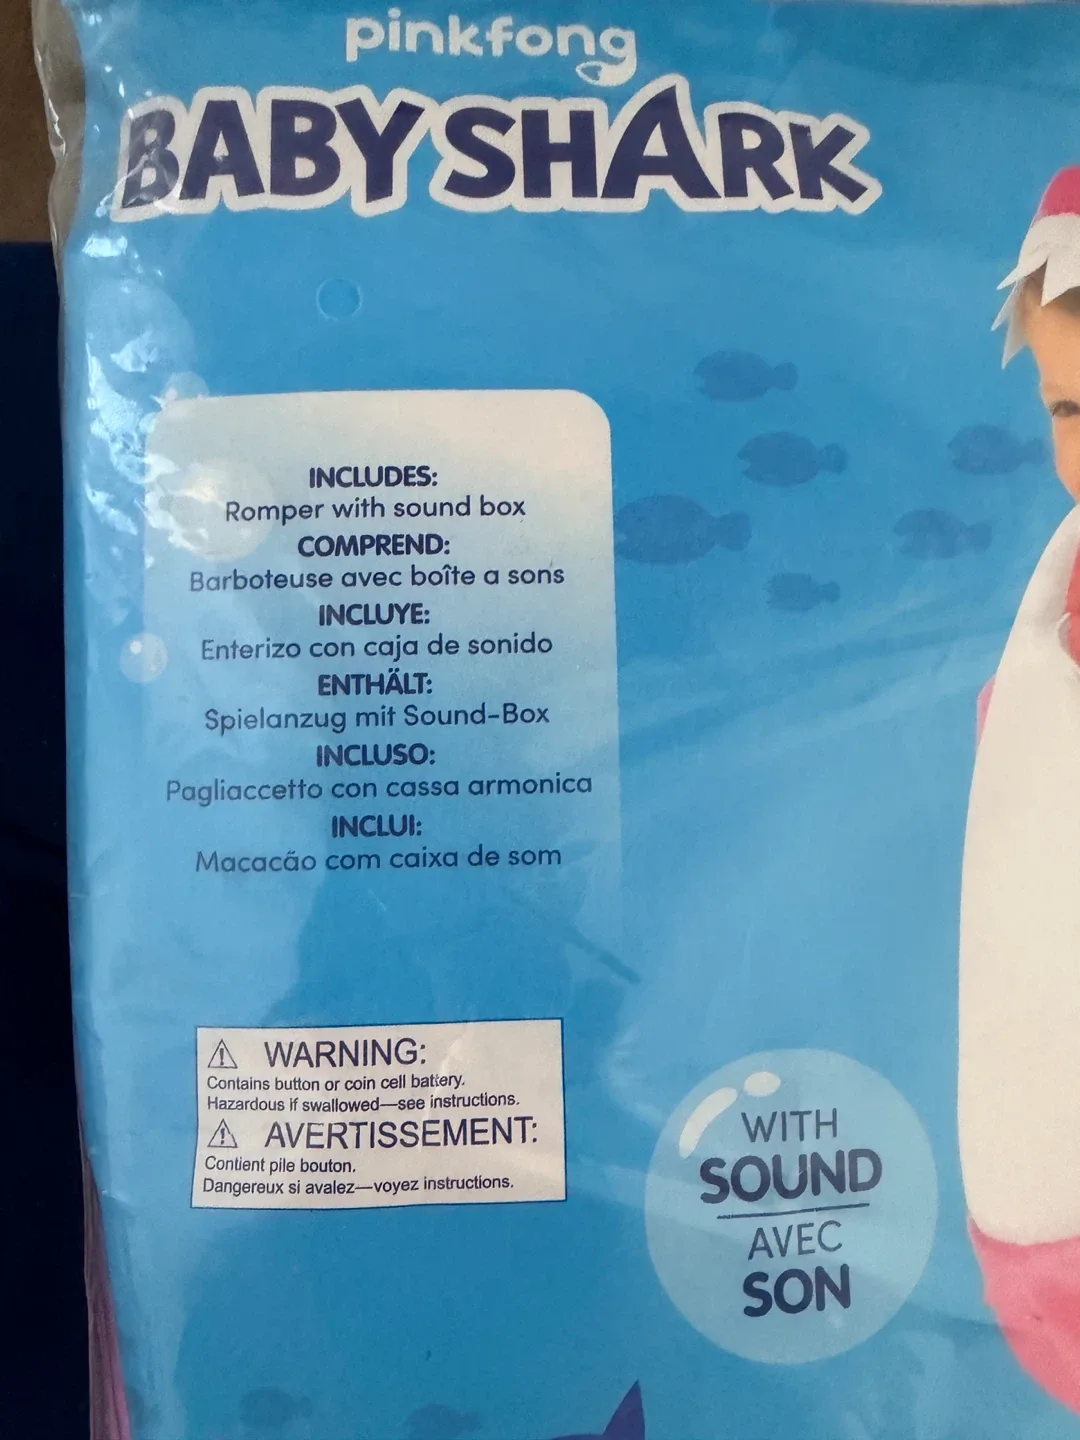 pinkfong
BABY SHARK
INCLUDES:
Romper with sound box
COMPREND:
Barboteuse avec boîte a sons
INCLUYE:
Enterizo con caja de sonido
ENTHÄLT:
Spielanzug mit Sound-Box
INCLUSO:
Pagliaccetto con cassa armonica
INCLUI:
Macacão com caixa de som
WARNING:
Contains button or coin cell battery.
Hazardous if swallowed—see instructions.
AVERTISSEMENT:
Contient pile bouton.
Dangereux si avalez—voyez instructions.
WITH
SOUND
AVEC
SON